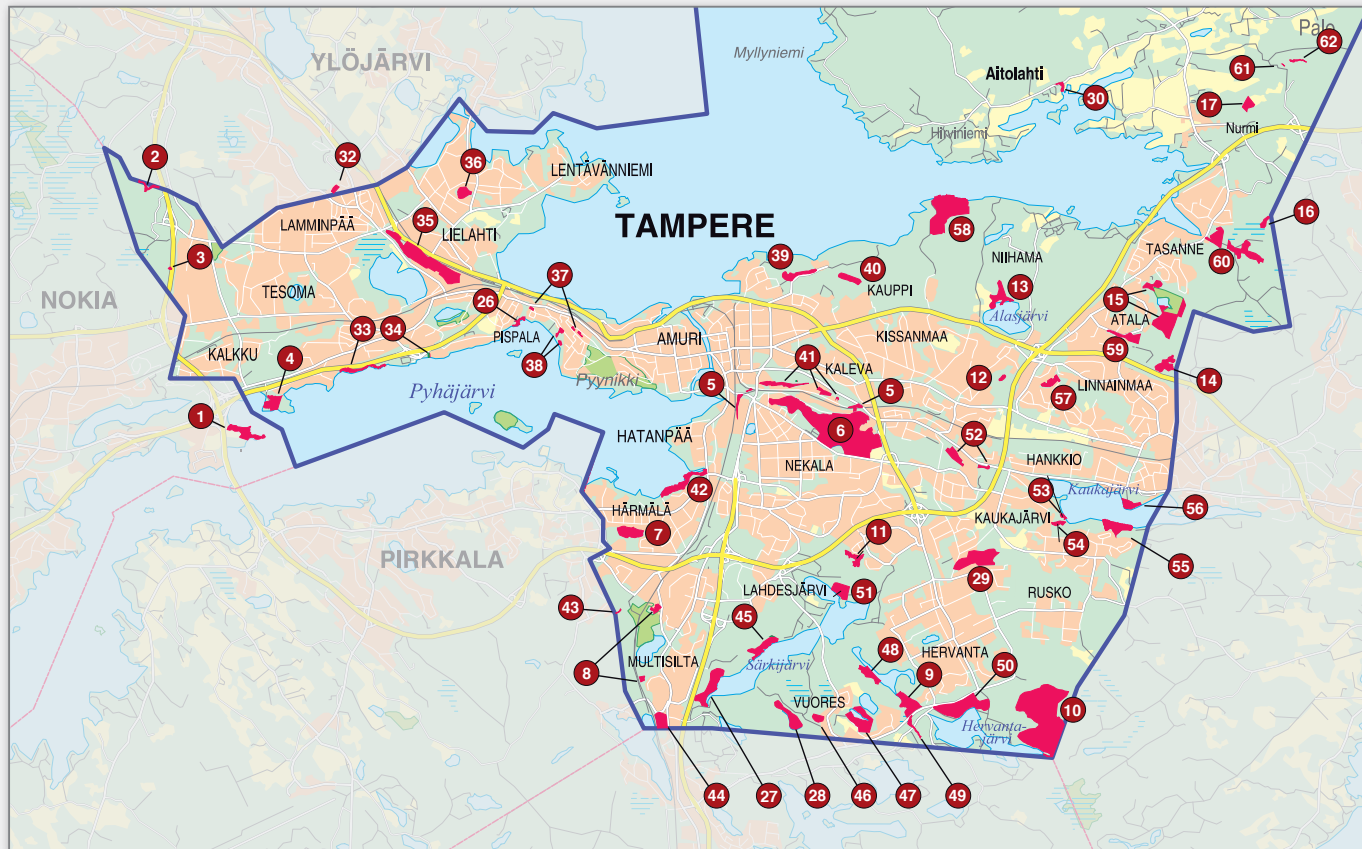 Palo
62
Myllyniemi
YLÖJÄRVI
61
Aitolahti
30
17
Hirviniemi
Nurmi
2
32
36
LENTÄVÄNNIEMI
LAMMINPÄÄ
35
LIELAHTI
TAMPERE
58
16
3
TESOMA
NOKIA
37
39
40
KAUPPI
NIIHAMA
TASANNE
60
13
26
33
34
PISPALA
AMURI
KISSANMAA
Alasjärvi
15
ATALA
KALKKU
4
38
Pyynikki
41
KALEVA
59
14
Pyhäjärvi
5
5
12
LINNAINMAA
57
1
HATANPÄÄ
6
52
NEKALA
HANKKIO
42
53
Kaukajärvi
56
HÄRMÄLÄ
7
KAUKAJÄRVI
54
55
PIRKKALA
11
29
LAHDESJÄRVI
51
RUSKO
43
45
HERVANTA
MULTISILTA
Särkijärvi
48
9
50
8
VUORES
10
Hervanta-
järvi
44
27
28
46
47
49